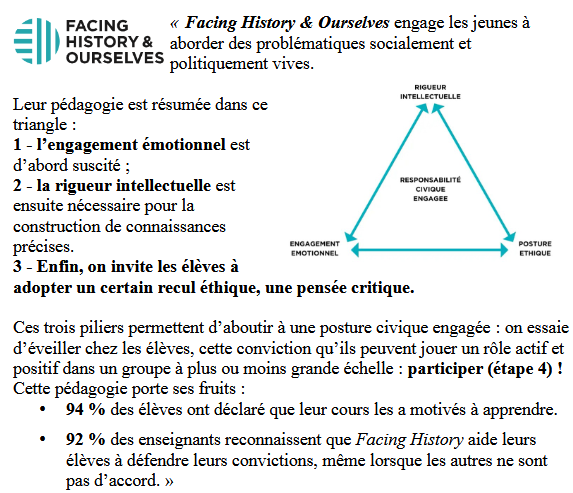 FACING
HISTORY &
OURSELVES
« Facing History & Ourselves engage les jeunes à
aborder des problématiques socialement et
politiquement vives.
Leur pédagogie est résumée dans ce
triangle :
1 - l’engagement émotionnel est
d’abord suscité ;
2 - la rigueur intellectuelle est
ensuite nécessaire pour la
construction de connaissances
précises.
3 - Enfin, on invite les élèves à
adopter un certain recul éthique, une pensée critique.
RIGUEUR
INTELLECTUELLE
RESPONSABILITÉ
CIVIQUE
ENGAGEE
ENGAGEMENT
EMOTIONNEL
POSTURE
ETHIQUE
Ces trois piliers permettent d’aboutir à une posture civique engagée : on essaie
d’éveiller chez les élèves, cette conviction qu’ils peuvent jouer un rôle actif et
positif dans un groupe à plus ou moins grande échelle : participer (étape 4) !
Cette pédagogie porte ses fruits :
• 94 % des élèves ont déclaré que leur cours les a motivés à apprendre.
• 92 % des enseignants reconnaissent que Facing History aide leurs
élèves à défendre leurs convictions, même lorsque les autres ne sont
pas d’accord. »